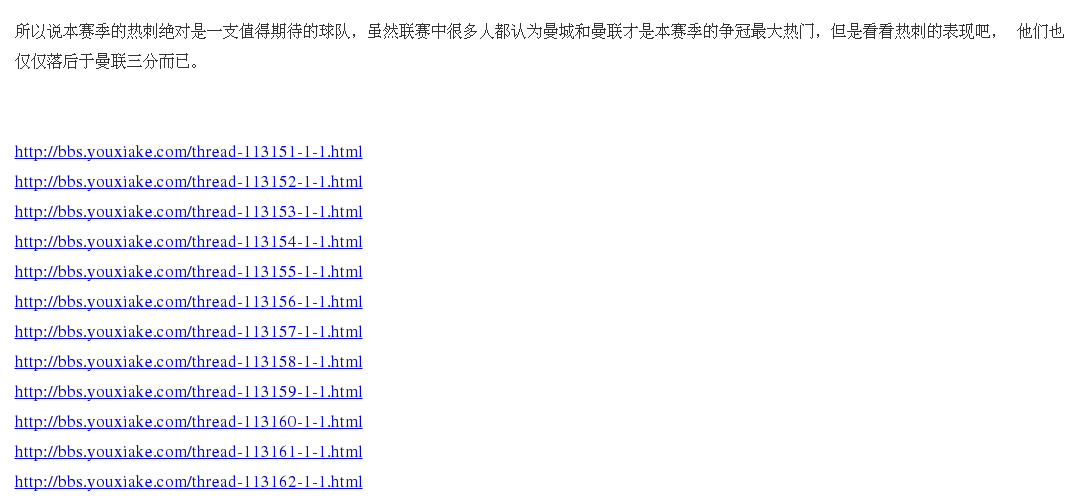 所以说本赛季的热刺绝对是一支值得期待的球队，虽然联赛中很多人都认为曼城和曼联才是本赛季的争冠最大热门，但是看看热刺的表现吧， 他们也
仅仅落后于曼联三分而已。
http://bbs.youxiake.com/thread-113151-1-1.html
http://bbs.youxiake.com/thread-113152-1-1.html
http://bbs.youxiake.com/thread-113153-1-1.html
http://bbs.youxiake.com/thread-113154-1-1.html
http://bbs.youxiake.com/thread-113155-1-1.html
http://bbs.youxiake.com/thread-113156-1-1.html
http://bbs.youxiake.com/thread-113157-1-1.html
http://bbs.youxiake.com/thread-113158-1-1.html
http://bbs.youxiake.com/thread-113159-1-1.html
http://bbs.youxiake.com/thread-113160-1-1.html
http://bbs.youxiake.com/thread-113161-1-1.html
http://bbs.youxiake.com/thread-113162-1-1.html